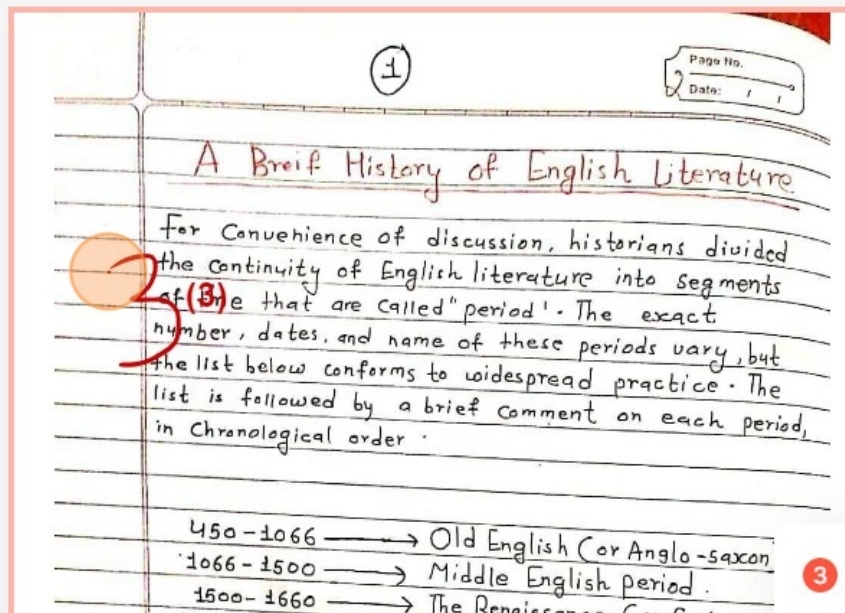 1
Page No.
Date: / /
A Breif History of English Literature
For Convenience of discussion, historians divided
the continuity of English literature into segments
of time that are called "period'. The exact
(3)
3
number, dates, and name of these periods vary, but
the list below conforms to widespread practice. The
list is followed by a brief comment on each period,
in Chronological order.
450-1066 → Old English (or Anglo-saxon
1066-1500 → Middle English period.
3
1500-1660 → The Renaissance